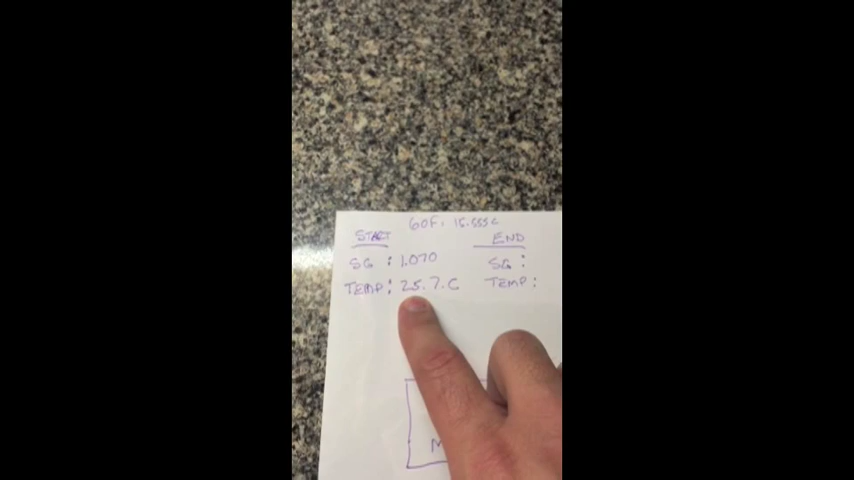 60F. 15.555C
START END
SG : 1.070 SG :
TEMP : 25.7.C TEMP :
M